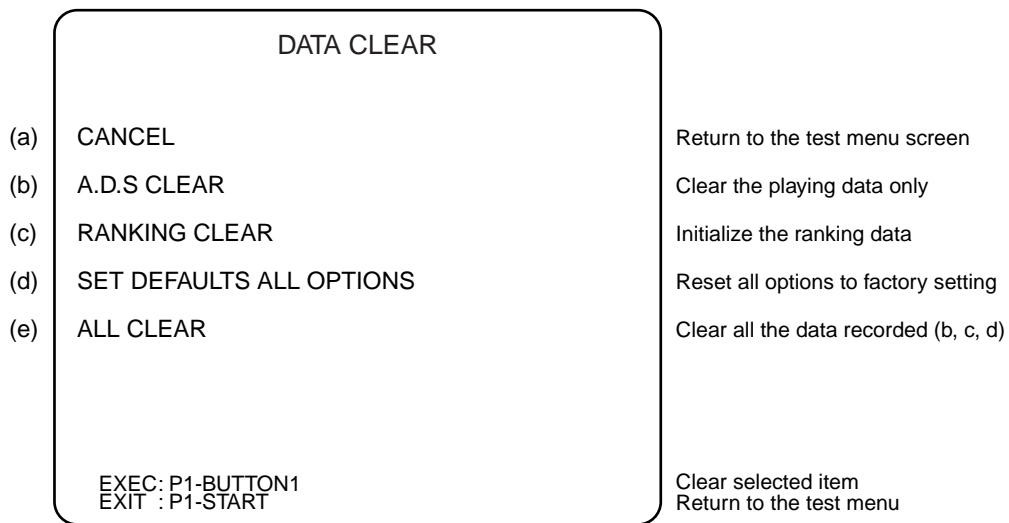 DATA CLEAR
(a) CANCEL Return to the test menu screen
(b) A.D.S CLEAR Clear the playing data only
(c) RANKING CLEAR Initialize the ranking data
(d) SET DEFAULTS ALL OPTIONS Reset all options to factory setting
(e) ALL CLEAR Clear all the data recorded (b, c, d)
EXEC: P1-BUTTON1 Clear selected item
EXIT : P1-START Return to the test menu